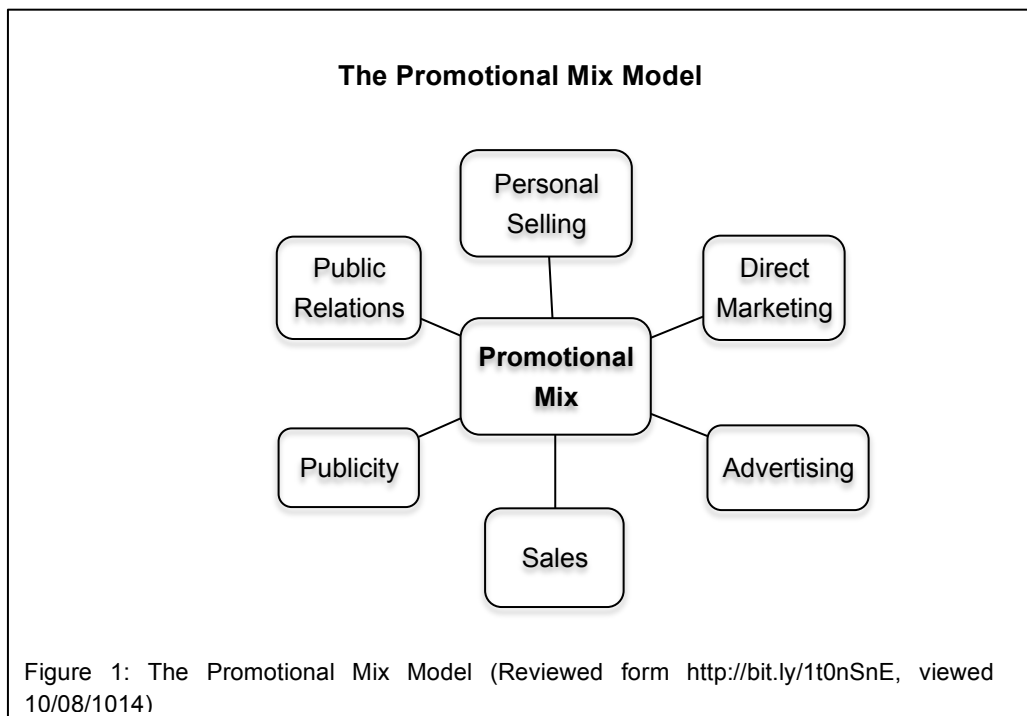 The Promotional Mix Model
Personal
Selling
Public
Relations
Direct
Marketing
Promotional
Mix
Publicity
Advertising
Sales
Figure 1: The Promotional Mix Model (Reviewed form http://bit.ly/1t0nSnE, viewed
10/08/1014)